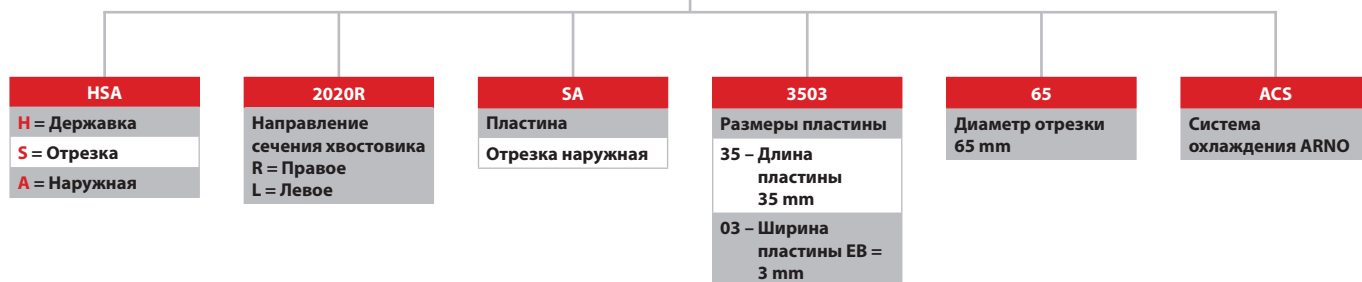 HSA
H = Державка
S = Отрезка
A = Наружная
2020R
Направление
сечения хвостовика
R = Правое
L = Левое
SA
Пластина
Отрезка наружная
3503
Размеры пластины
35 – Длина
пластины
35 mm
03 – Ширина
пластины EB =
3 mm
65
Диаметр отрезки
65 mm
ACS
Система
охлаждения ARNO